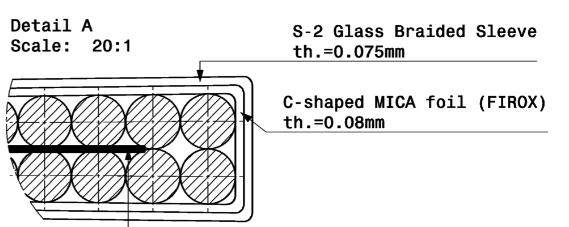 Detail A
Scale: 20:1
S-2 Glass Braided Sleeve
th.=0.075mm
C-shaped MICA foil (FIROX)
th.=0.08mm